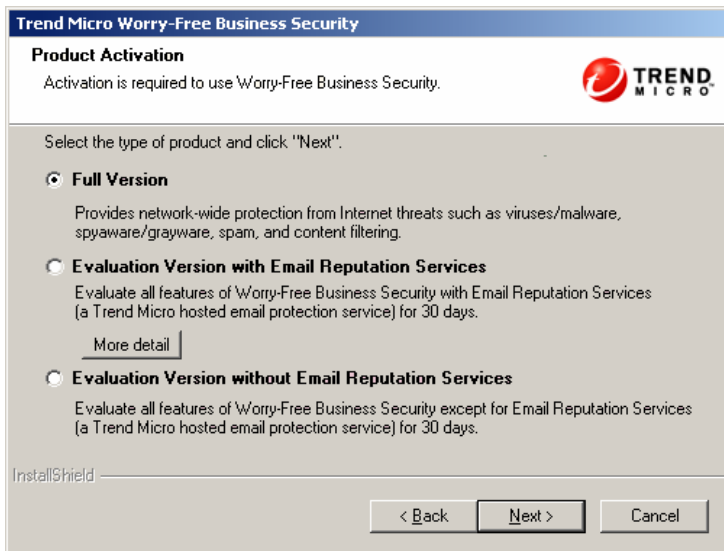 Trend Micro Worry-Free Business Security
Product Activation
Activation is required to use Worry-Free Business Security.
TREND
MICRO™
Select the type of product and click "Next".
Full Version
Provides network-wide protection from Internet threats such as viruses/malware,
spyaware/grayware, spam, and content filtering.
Evaluation Version with Email Reputation Services
Evaluate all features of Worry-Free Business Security with Email Reputation Services
(a Trend Micro hosted email protection service) for 30 days.
More detail
Evaluation Version without Email Reputation Services
Evaluate all features of Worry-Free Business Security except for Email Reputation Services
(a Trend Micro hosted email protection service) for 30 days.
InstallShield
< Back
Next >
Cancel